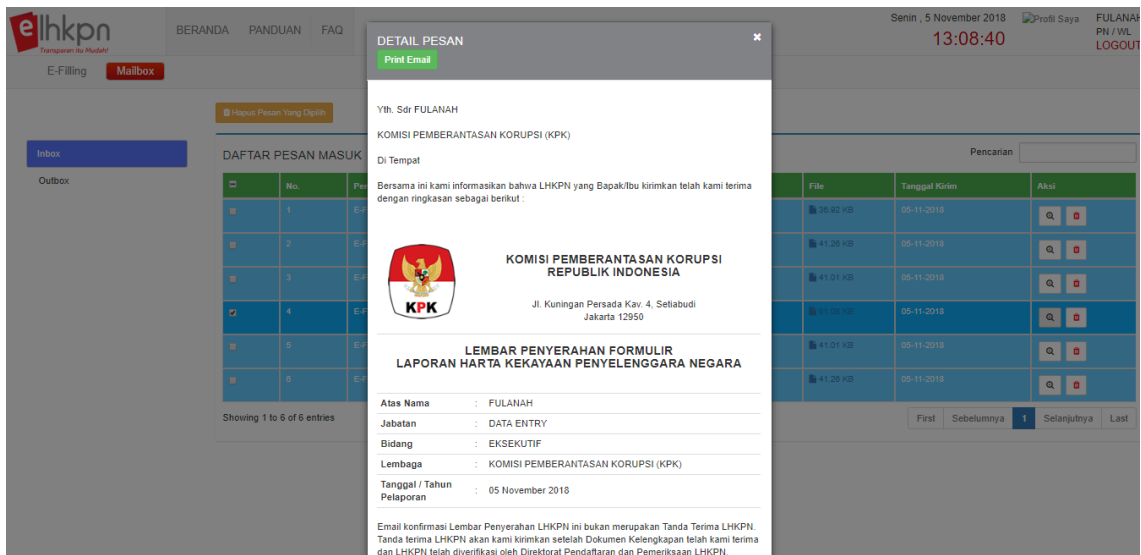 elhkpn
Transparan Itu Mudah!
BERANDA PANDUAN FAQ
Senin , 5 November 2018
13:08:40
Profil Saya
FULANAH
PN / WL
LOGOUT
E-Filling Mailbox
DETAIL PESAN ×
Print Email
Hapus Pesan Yang Dipilih
Inbox
Outbox
DAFTAR PESAN MASUK
Pencarian
No. File Tanggal Kirim Aksi
1 36.92 KB 05-11-2018
2 41.26 KB 05-11-2018
3 41.01 KB 05-11-2018
4 05-11-2018
5 41.01 KB 05-11-2018
6 41.26 KB 05-11-2018
Showing 1 to 6 of 6 entries
First Sebelumnya 1 Selanjutnya Last
Yth. Sdr FULANAH
KOMISI PEMBERANTASAN KORUPSI (KPK)
Di Tempat
Bersama ini kami informasikan bahwa LHKPN yang Bapak/Ibu kirimkan telah kami terima
dengan ringkasan sebagai berikut :
KPK
KOMISI PEMBERANTASAN KORUPSI
REPUBLIK INDONESIA
Jl. Kuningan Persada Kav. 4, Setiabudi
Jakarta 12950
LEMBAR PENYERAHAN FORMULIR
LAPORAN HARTA KEKAYAAN PENYELENGGARA NEGARA
Atas Nama : FULANAH
Jabatan : DATA ENTRY
Bidang : EKSEKUTIF
Lembaga : KOMISI PEMBERANTASAN KORUPSI (KPK)
Tanggal / Tahun
Pelaporan : 05 November 2018
Email konfirmasi Lembar Penyerahan LHKPN ini bukan merupakan Tanda Terima LHKPN.
Tanda terima LHKPN akan kami kirimkan setelah Dokumen Kelengkapan telah kami terima
dan LHKPN telah diverifikasi oleh Direktorat Pendaftaran dan Pemeriksaan LHKPN.